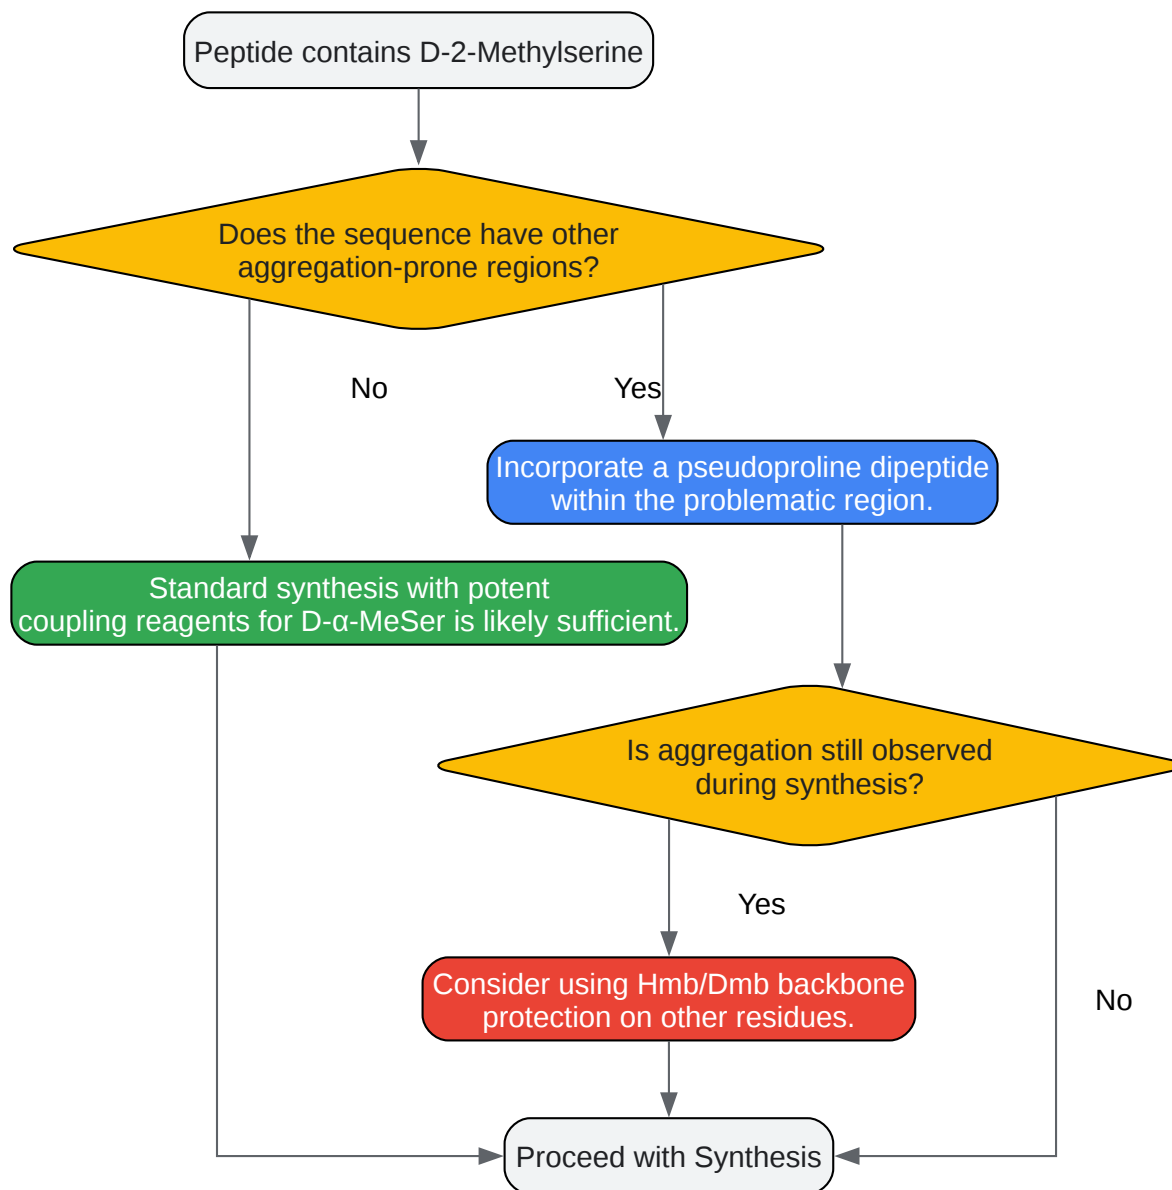 Peptide contains D-2-Methylserine
Does the sequence have other
aggregation-prone regions?
No
Yes
Incorporate a pseudoproline dipeptide
within the problematic region.
Standard synthesis with potent
coupling reagents for D-α-MeSer is likely sufficient.
Is aggregation still observed
during synthesis?
Yes
Consider using Hmb/Dmb backbone
protection on other residues.
No
Proceed with Synthesis